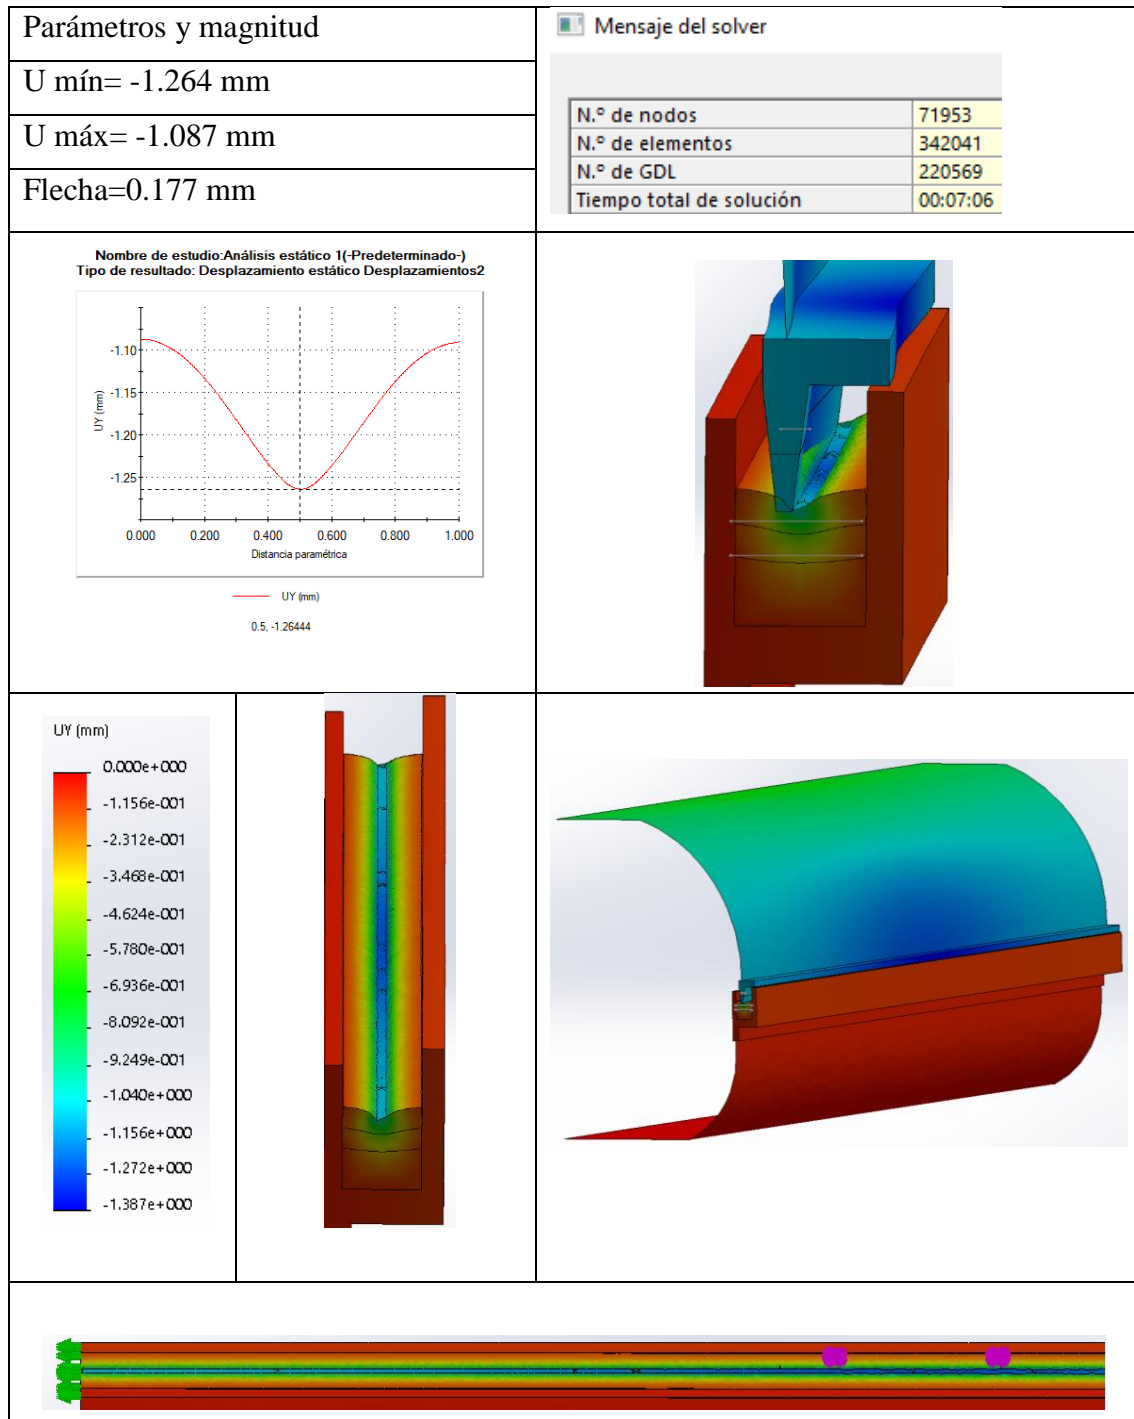 Parámetros y magnitud
U mín= -1.264 mm
U máx= -1.087 mm
Flecha=0.177 mm
Mensaje del solver
N.º de nodos 71953
N.º de elementos 342041
N.º de GDL 220569
Tiempo total de solución 00:07:06
Nombre de estudio:Análisis estático 1(-Predeterminado-)
Tipo de resultado: Desplazamiento estático Desplazamientos2
UY (mm)
-1.10
-1.15
-1.20
-1.25
0.000 0.200 0.400 0.600 0.800 1.000
Distancia paramétrica
UY (mm)
0.5, -1.26444
UY (mm)
0.000e+000
-1.156e-001
-2.312e-001
-3.468e-001
-4.624e-001
-5.780e-001
-6.936e-001
-8.092e-001
-9.249e-001
-1.040e+000
-1.156e+000
-1.272e+000
-1.387e+000